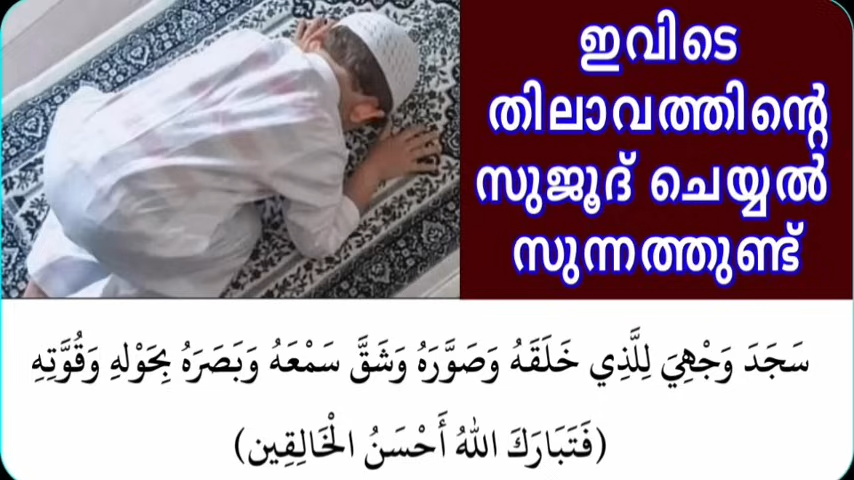 ഇവിടെ
തിലാവത്തിന്റെ
സുജൂദ് ചെയ്യൽ
സുന്നത്തുണ്ട്
سَجَدَ وَجْهِيَ لِلَّذِي خَلَقَهُ وَصَوَّرَهُ وَشَقَّ سَمْعَهُ وَبَصَرَهُ بِحَوْلِهِ وَقُوَّتِهِ
(فَتَبَارَكَ اللهُ أَحْسَنُ الْخَالِقِين)